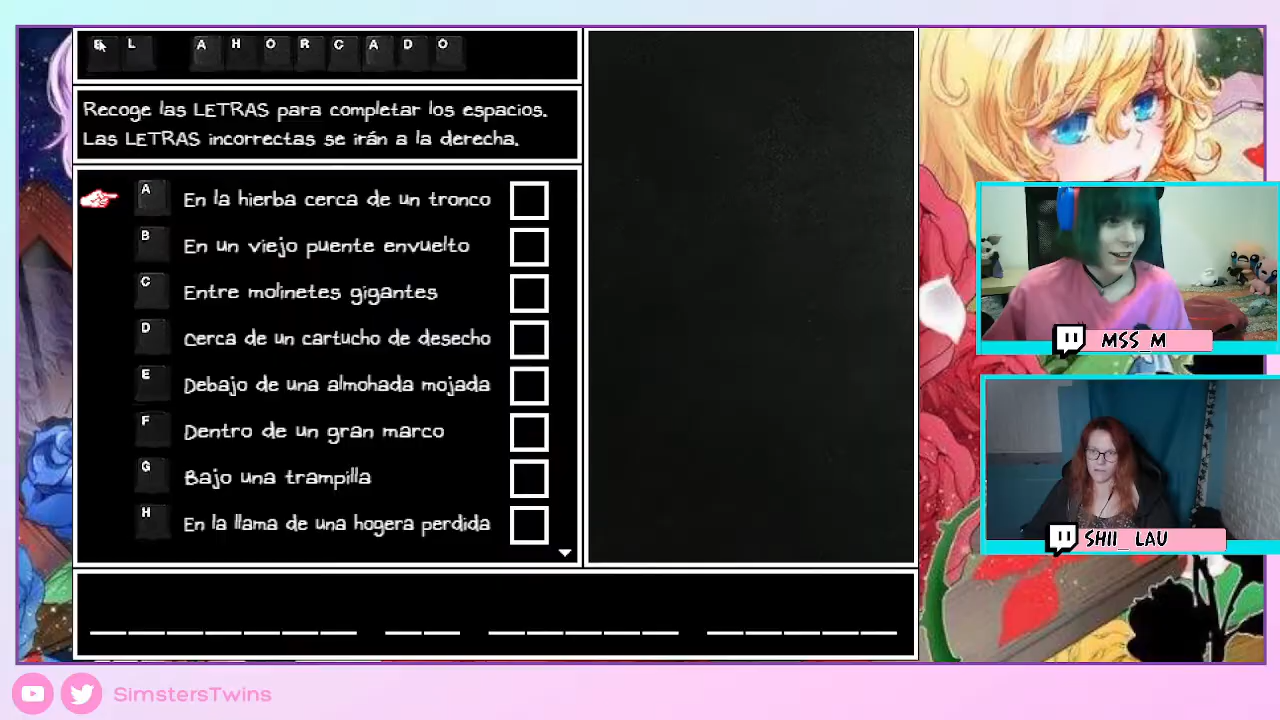 E L A H O R C A D O
Recoge las LETRAS para completar los espacios.
Las LETRAS incorrectas se irán a la derecha.
A En la hierba cerca de un tronco
B En un viejo puente envuelto
C Entre molinetes gigantes
D Cerca de un cartucho de desecho
E Debajo de una almohada mojada
F Dentro de un gran marco
G Bajo una trampilla
H En la llama de una hogera perdida
MSS_M
SHII_LAU
SimstersTwins